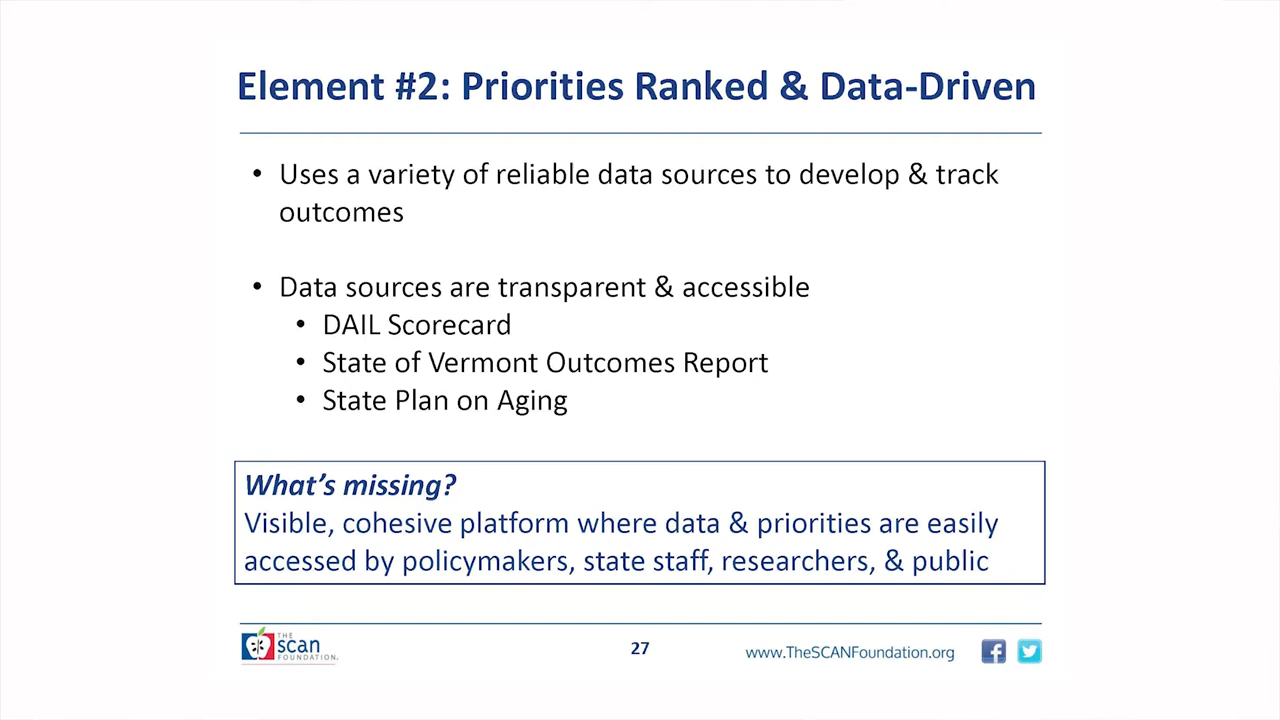 Element #2: Priorities Ranked & Data-Driven
• Uses a variety of reliable data sources to develop & track
outcomes
• Data sources are transparent & accessible
• DAIL Scorecard
• State of Vermont Outcomes Report
• State Plan on Aging
What's missing?
Visible, cohesive platform where data & priorities are easily
accessed by policymakers, state staff, researchers, & public
THE
scan
FOUNDATION.
27
www.TheSCANFoundation.org